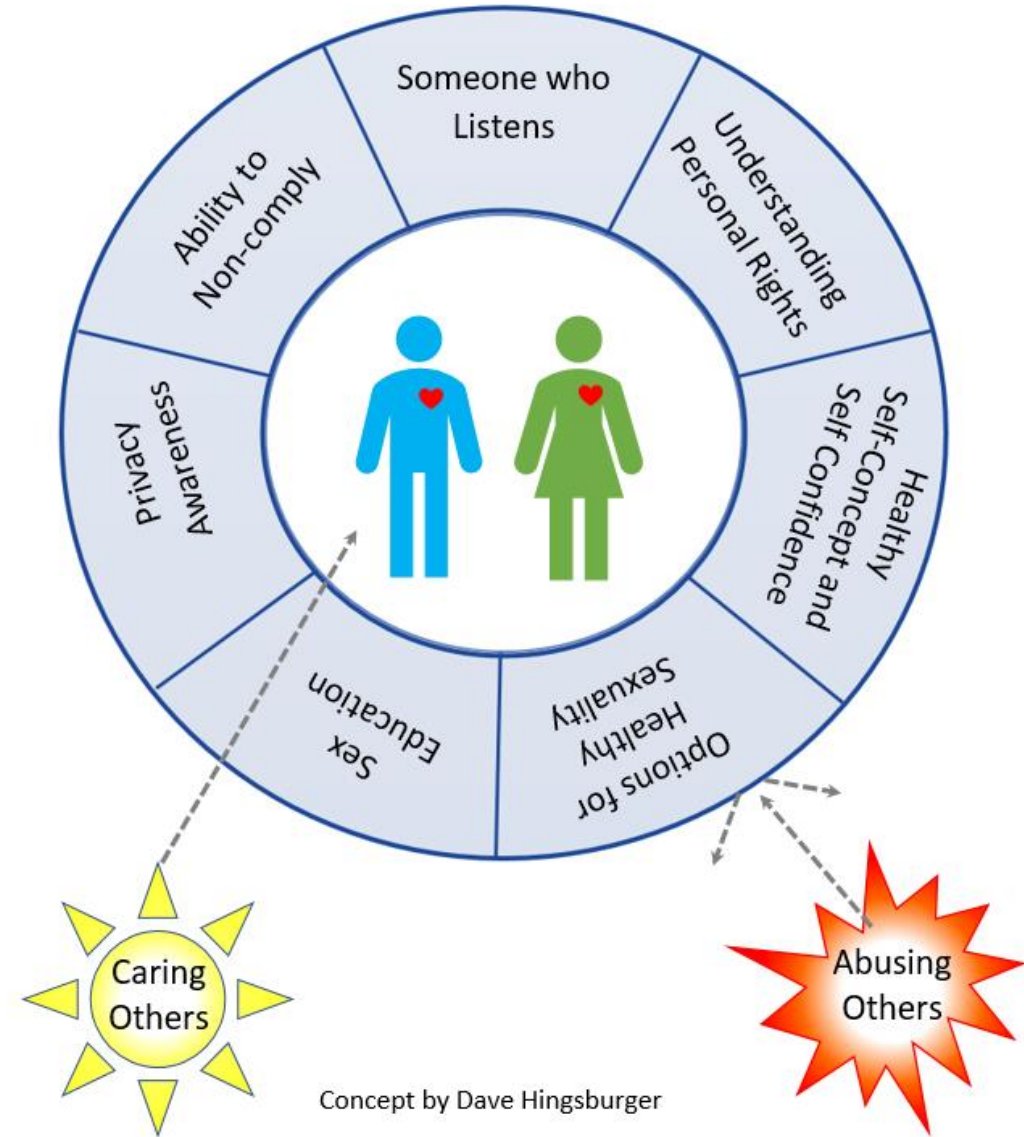 Someone who
Listens
Understanding
Personal Rights
Healthy
Self-Concept and
Self Confidence
Options for
Healthy
Sexuality
Sex
Education
Privacy
Awareness
Ability to
Non-comply
Caring
Others
Abusing
Others
Concept by Dave Hingsburger